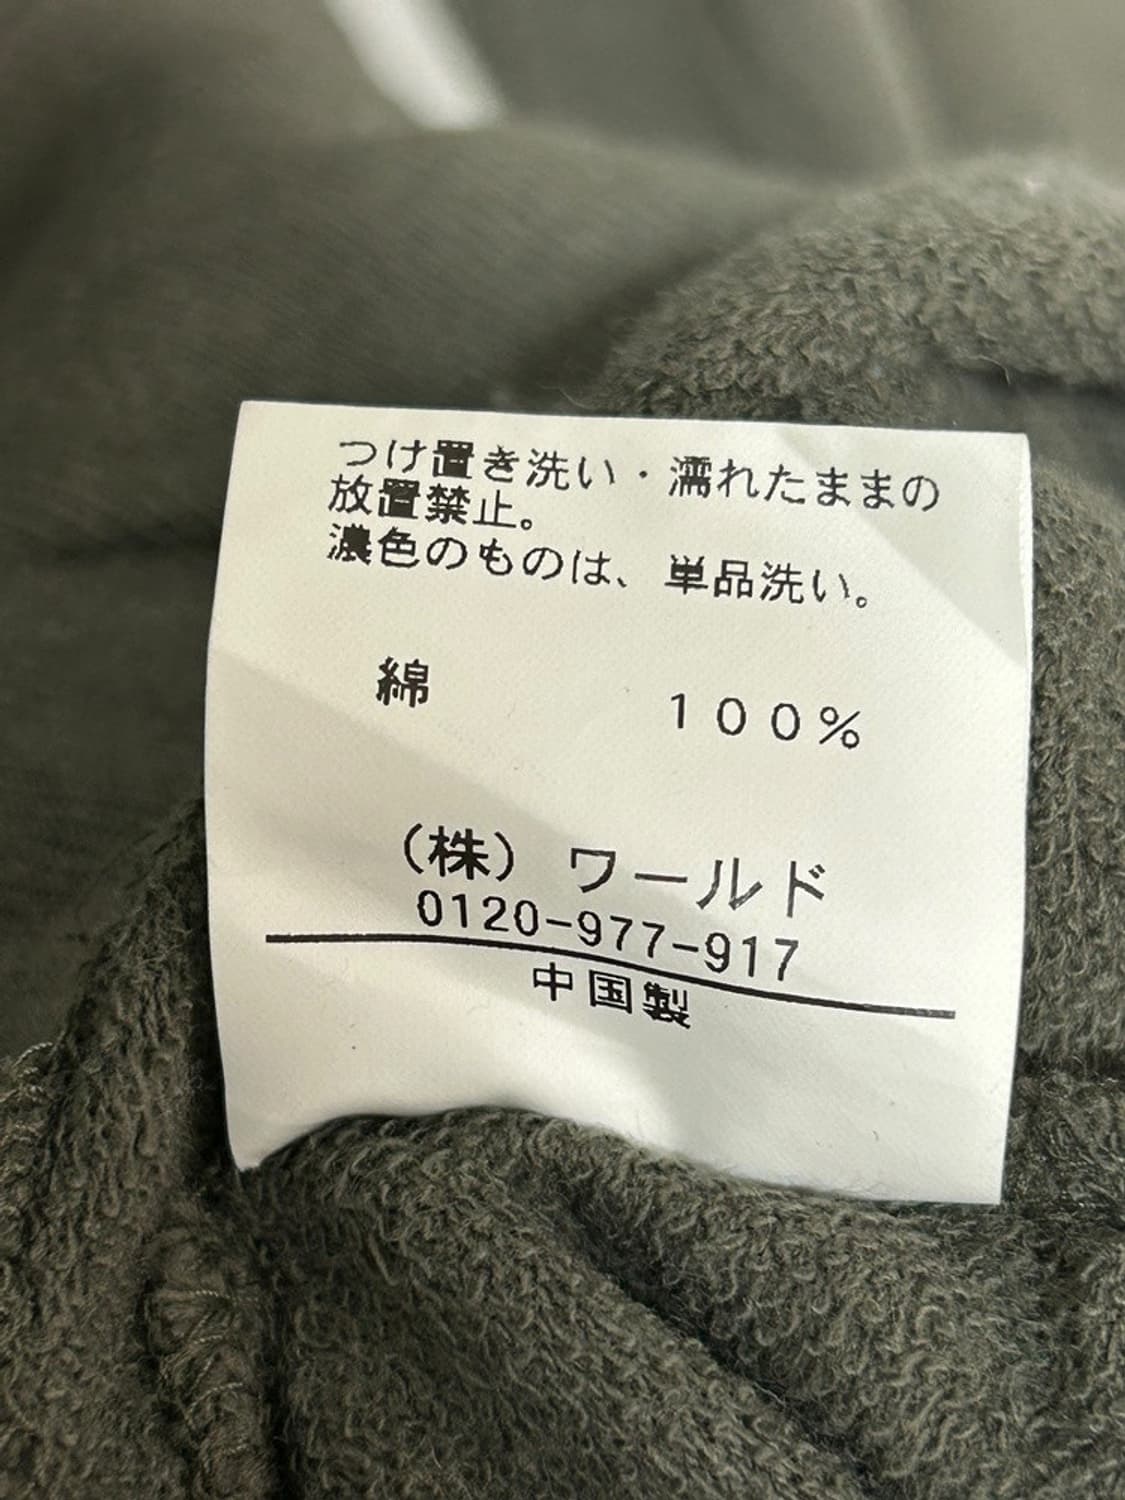 つけ置き洗い・濡れたままの
放置禁止。
濃色のものは、単品洗い。
綿 100%
(株) ワールド
0120-977-917
中国製